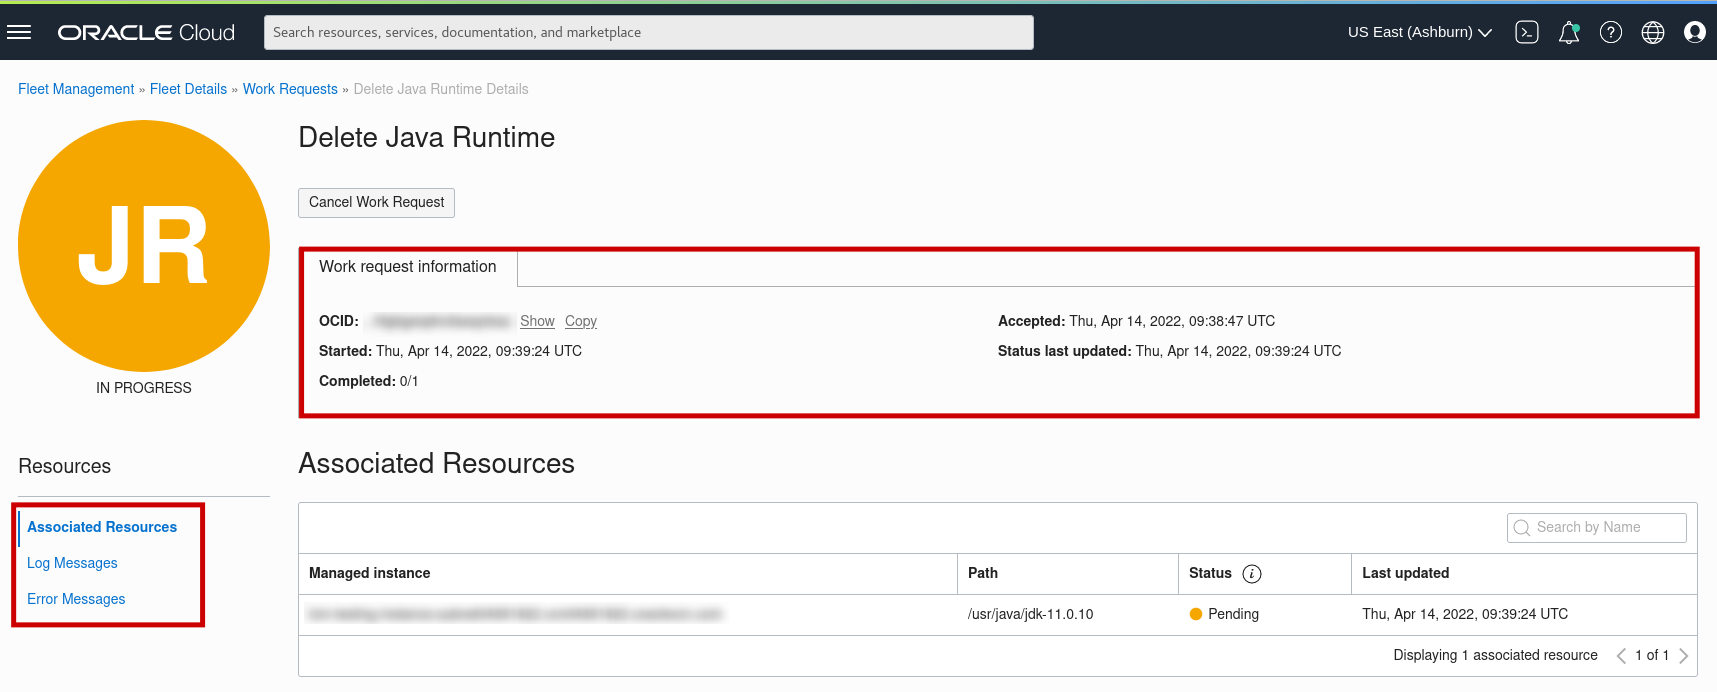 ORACLE Cloud
Search resources, services, documentation, and marketplace
US East (Ashburn)
Fleet Management » Fleet Details » Work Requests » Delete Java Runtime Details
JR
IN PROGRESS
Delete Java Runtime
Cancel Work Request
Work request information
OCID: Show Copy
Started: Thu, Apr 14, 2022, 09:39:24 UTC
Completed: 0/1
Accepted: Thu, Apr 14, 2022, 09:38:47 UTC
Status last updated: Thu, Apr 14, 2022, 09:39:24 UTC
Resources
Associated Resources
Log Messages
Error Messages
Associated Resources
Search by Name
Managed instance Path Status i Last updated
/usr/java/jdk-11.0.10 Pending Thu, Apr 14, 2022, 09:39:24 UTC
Displaying 1 associated resource 1 of 1